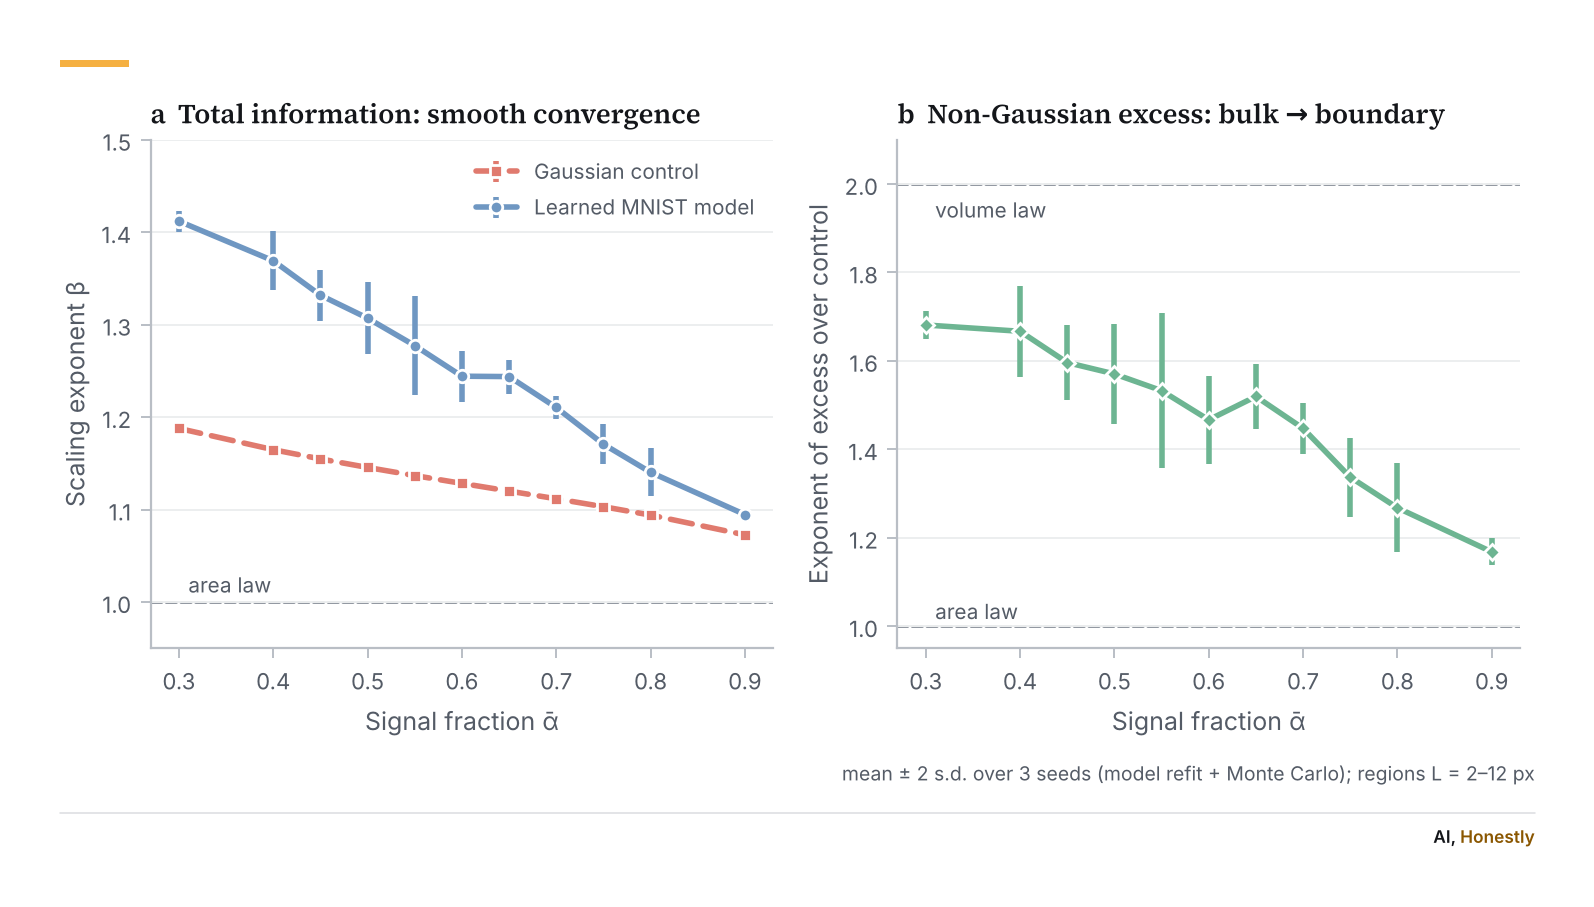 a Total information: smooth convergence
1.5
1.4
1.3
1.2
1.1
1.0
Scaling exponent β
Gaussian control
Learned MNIST model
area law
0.3 0.4 0.5 0.6 0.7 0.8 0.9
Signal fraction ᾱ
b Non-Gaussian excess: bulk → boundary
2.0
1.8
1.6
1.4
1.2
1.0
Exponent of excess over control
volume law
area law
0.3 0.4 0.5 0.6 0.7 0.8 0.9
Signal fraction ᾱ
mean ± 2 s.d. over 3 seeds (model refit + Monte Carlo); regions L = 2–12 px
AI, Honestly